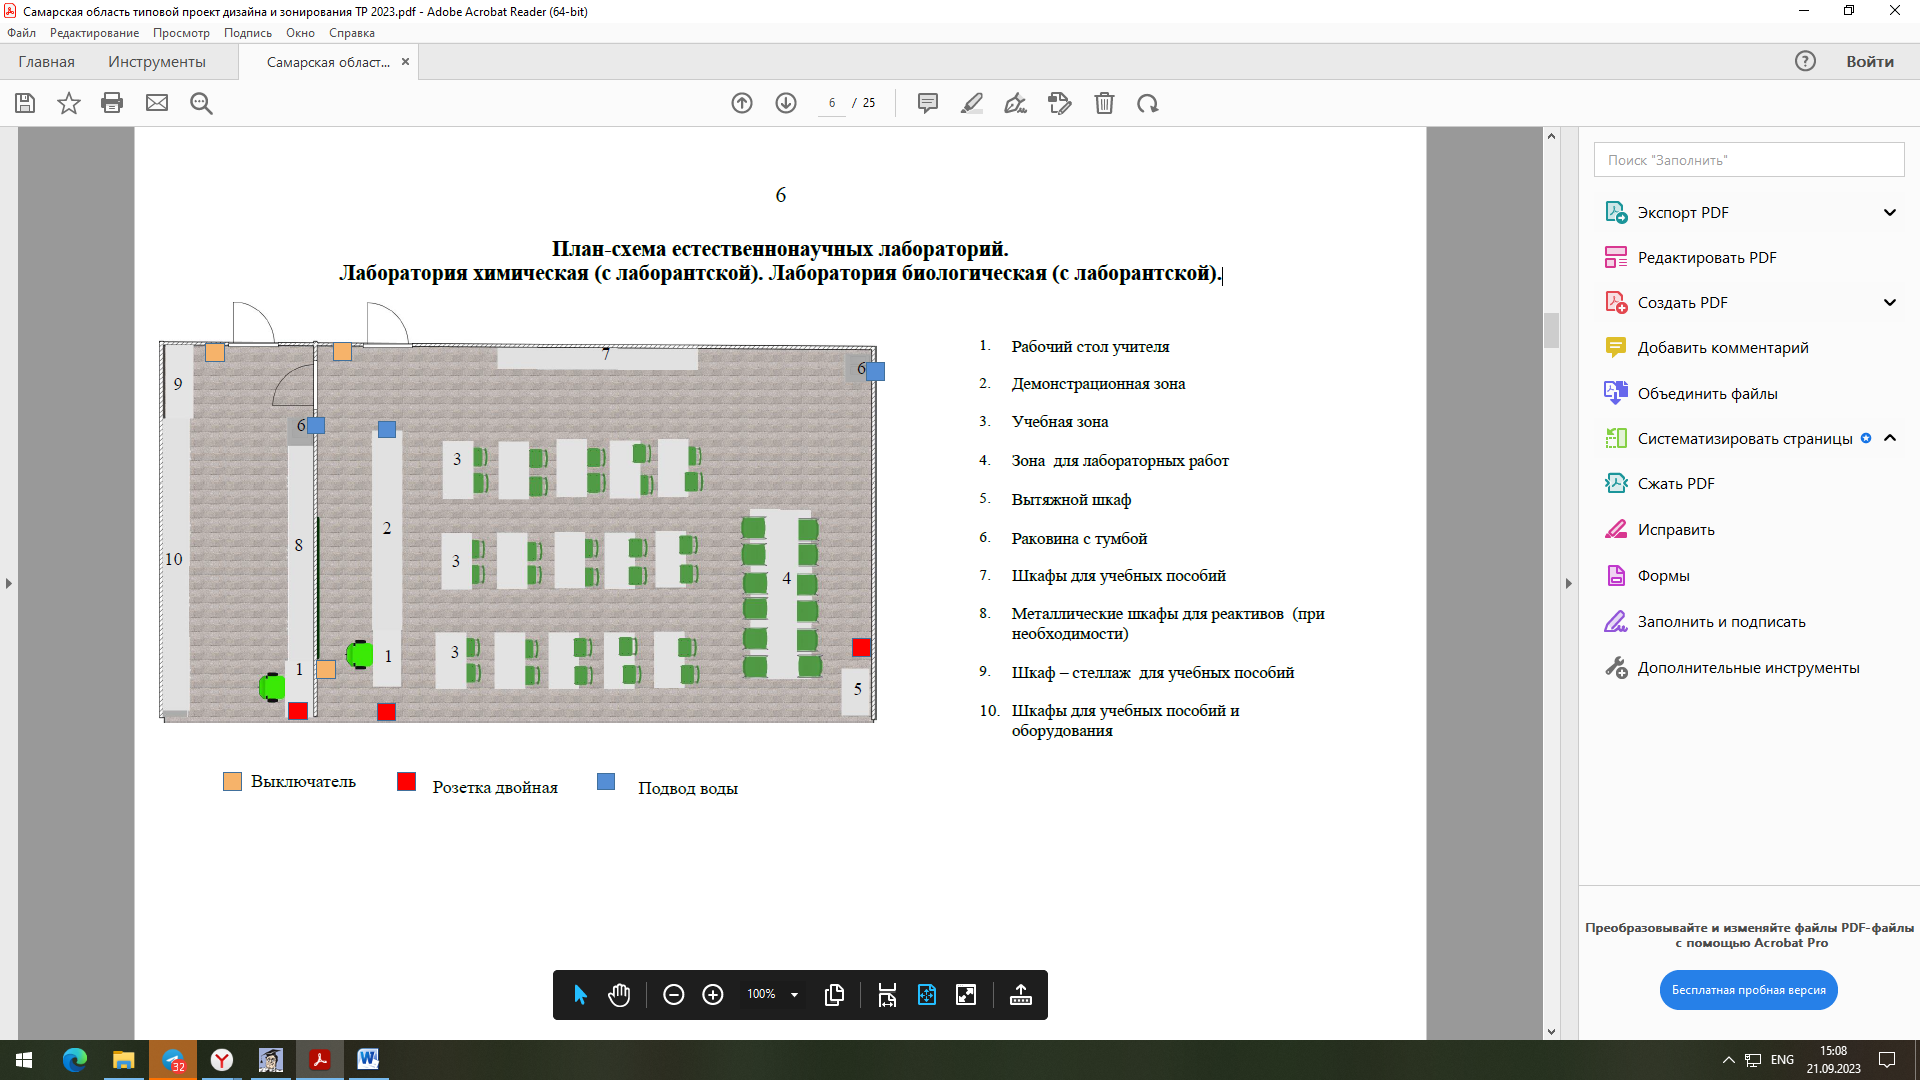 Самарская область типовой проект дизайна и зонирования ТР 2023.pdf - Adobe Acrobat Reader (64-bit)
Файл Редактирование Просмотр Подпись Окно Справка
Главная Инструменты Самарская област... × Войти
6 / 25
6
План-схема естественнонаучных лабораторий.
Лаборатория химическая (с лаборантской). Лаборатория биологическая (с лаборантской).
7
6
9
6
3
2
8
10
3
4
1
1
3
5
1. Рабочий стол учителя
2. Демонстрационная зона
3. Учебная зона
4. Зона для лабораторных работ
5. Вытяжной шкаф
6. Раковина с тумбой
7. Шкафы для учебных пособий
8. Металлические шкафы для реактивов (при
необходимости)
9. Шкаф – стеллаж для учебных пособий
10. Шкафы для учебных пособий и
оборудования
Выключатель Розетка двойная Подвод воды
100%
Поиск "Заполнить"
Экспорт PDF
Редактировать PDF
Создать PDF
Добавить комментарий
Объединить файлы
Систематизировать страницы
Сжать PDF
Исправить
Формы
Заполнить и подписать
Дополнительные инструменты
Преобразовывайте и изменяйте файлы PDF-файлы
с помощью Acrobat Pro
Бесплатная пробная версия
32
ENG
15:08
21.09.2023